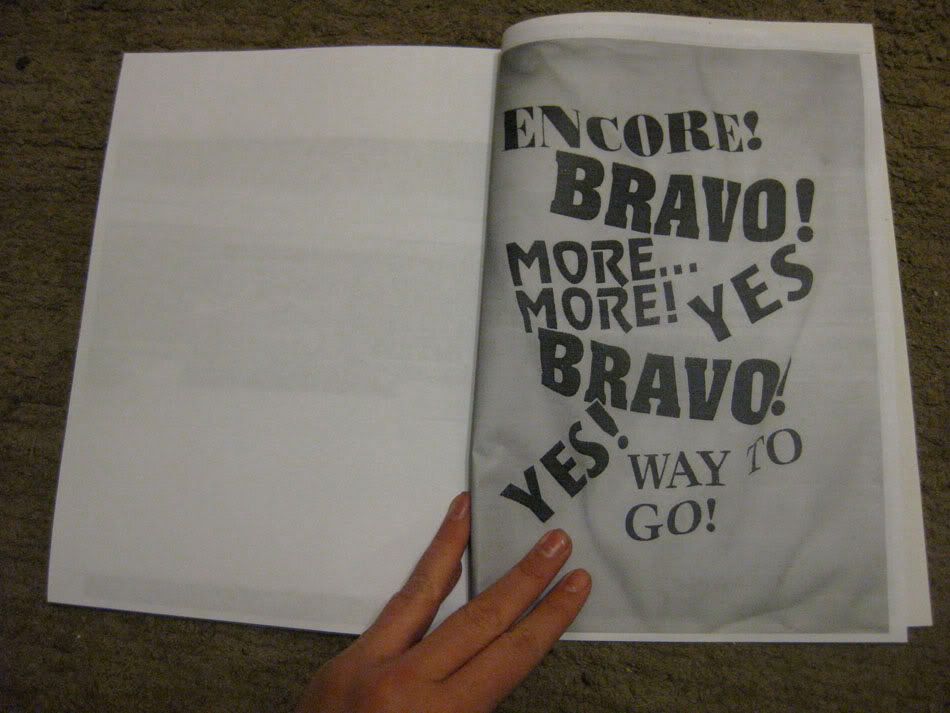 ENCORE!
BRAVO!
MORE...
MORE! YES
BRAVO!
YES! WAY TO
GO!